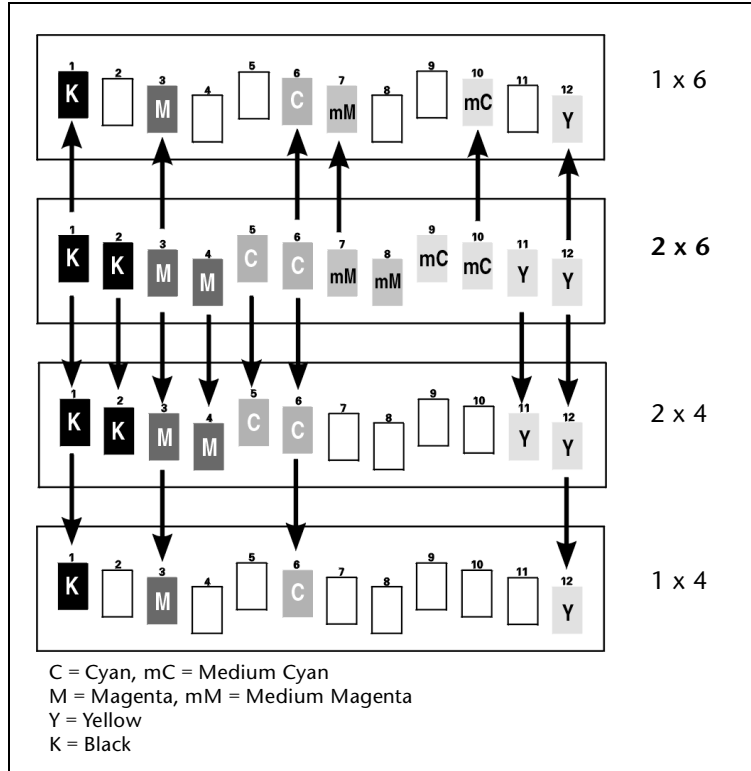 1 2 3 4 5 6 7 8 9 10 11 12
K M C mM mC Y
1 x 6
1 2 3 4 5 6 7 8 9 10 11 12
K K M M C C mM mM mC mC Y Y
2 x 6
1 2 3 4 5 6 7 8 9 10 11 12
K K M M C C Y Y
2 x 4
1 2 3 4 5 6 7 8 9 10 11 12
K M C Y
1 x 4
C = Cyan, mC = Medium Cyan
M = Magenta, mM = Medium Magenta
Y = Yellow
K = Black